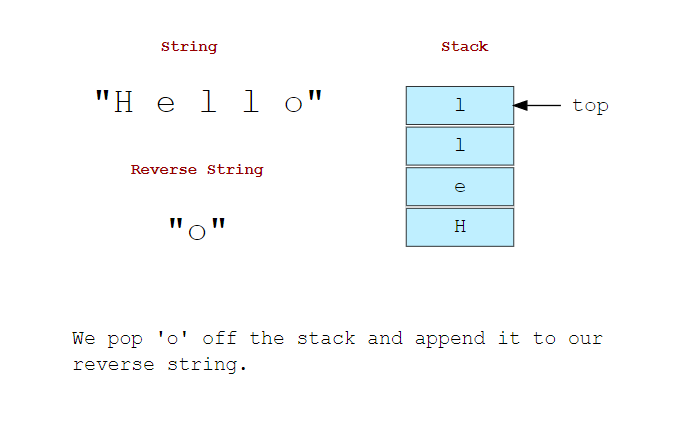 String
"H e l l o"
Reverse String
"o"
Stack
l
top
l
e
H
We pop 'o' off the stack and append it to our
reverse string.